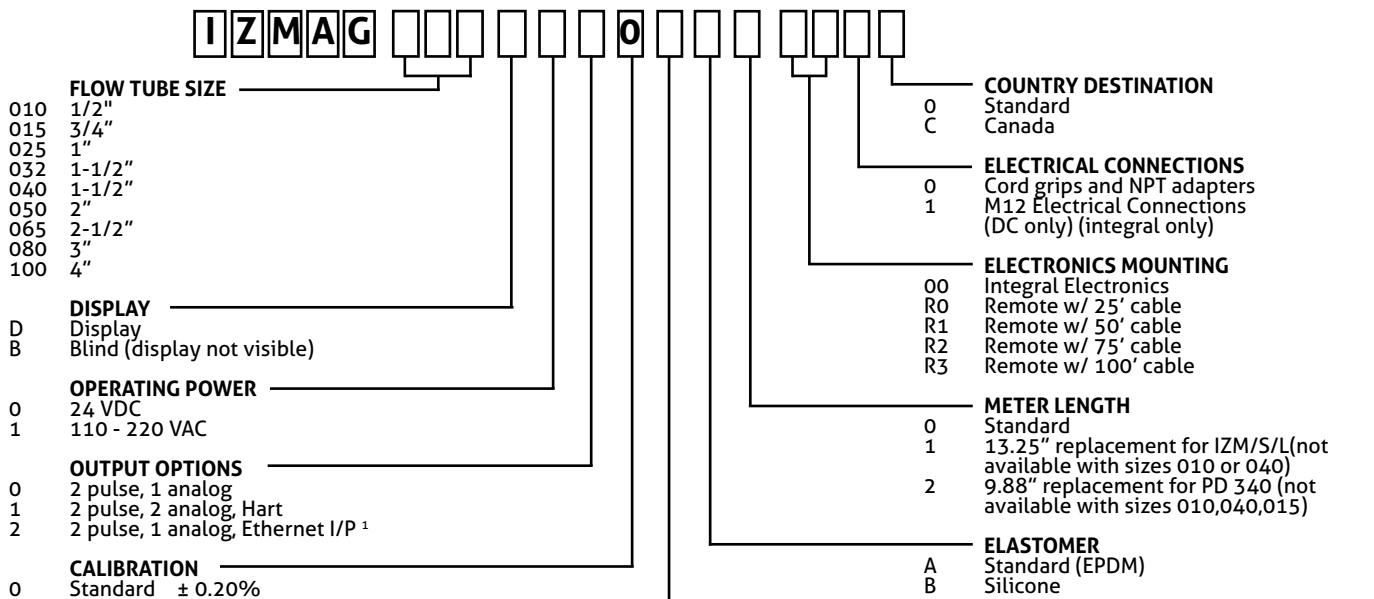 IZMAG 0
FLOW TUBE SIZE
010 1/2"
015 3/4"
025 1"
032 1-1/2"
040 1-1/2"
050 2"
065 2-1/2"
080 3"
100 4"
DISPLAY
D Display
B Blind (display not visible)
OPERATING POWER
0 24 VDC
1 110 - 220 VAC
OUTPUT OPTIONS
0 2 pulse, 1 analog
1 2 pulse, 2 analog, Hart
2 2 pulse, 1 analog, Ethernet I/P ¹
CALIBRATION
0 Standard ± 0.20%
COUNTRY DESTINATION
0 Standard
C Canada
ELECTRICAL CONNECTIONS
0 Cord grips and NPT adapters
1 M12 Electrical Connections
(DC only) (integral only)
ELECTRONICS MOUNTING
00 Integral Electronics
R0 Remote w/ 25' cable
R1 Remote w/ 50' cable
R2 Remote w/ 75' cable
R3 Remote w/ 100' cable
METER LENGTH
0 Standard
1 13.25" replacement for IZM/S/L(not
available with sizes 010 or 040)
2 9.88" replacement for PD 340 (not
available with sizes 010,040,015)
ELASTOMER
A Standard (EPDM)
B Silicone